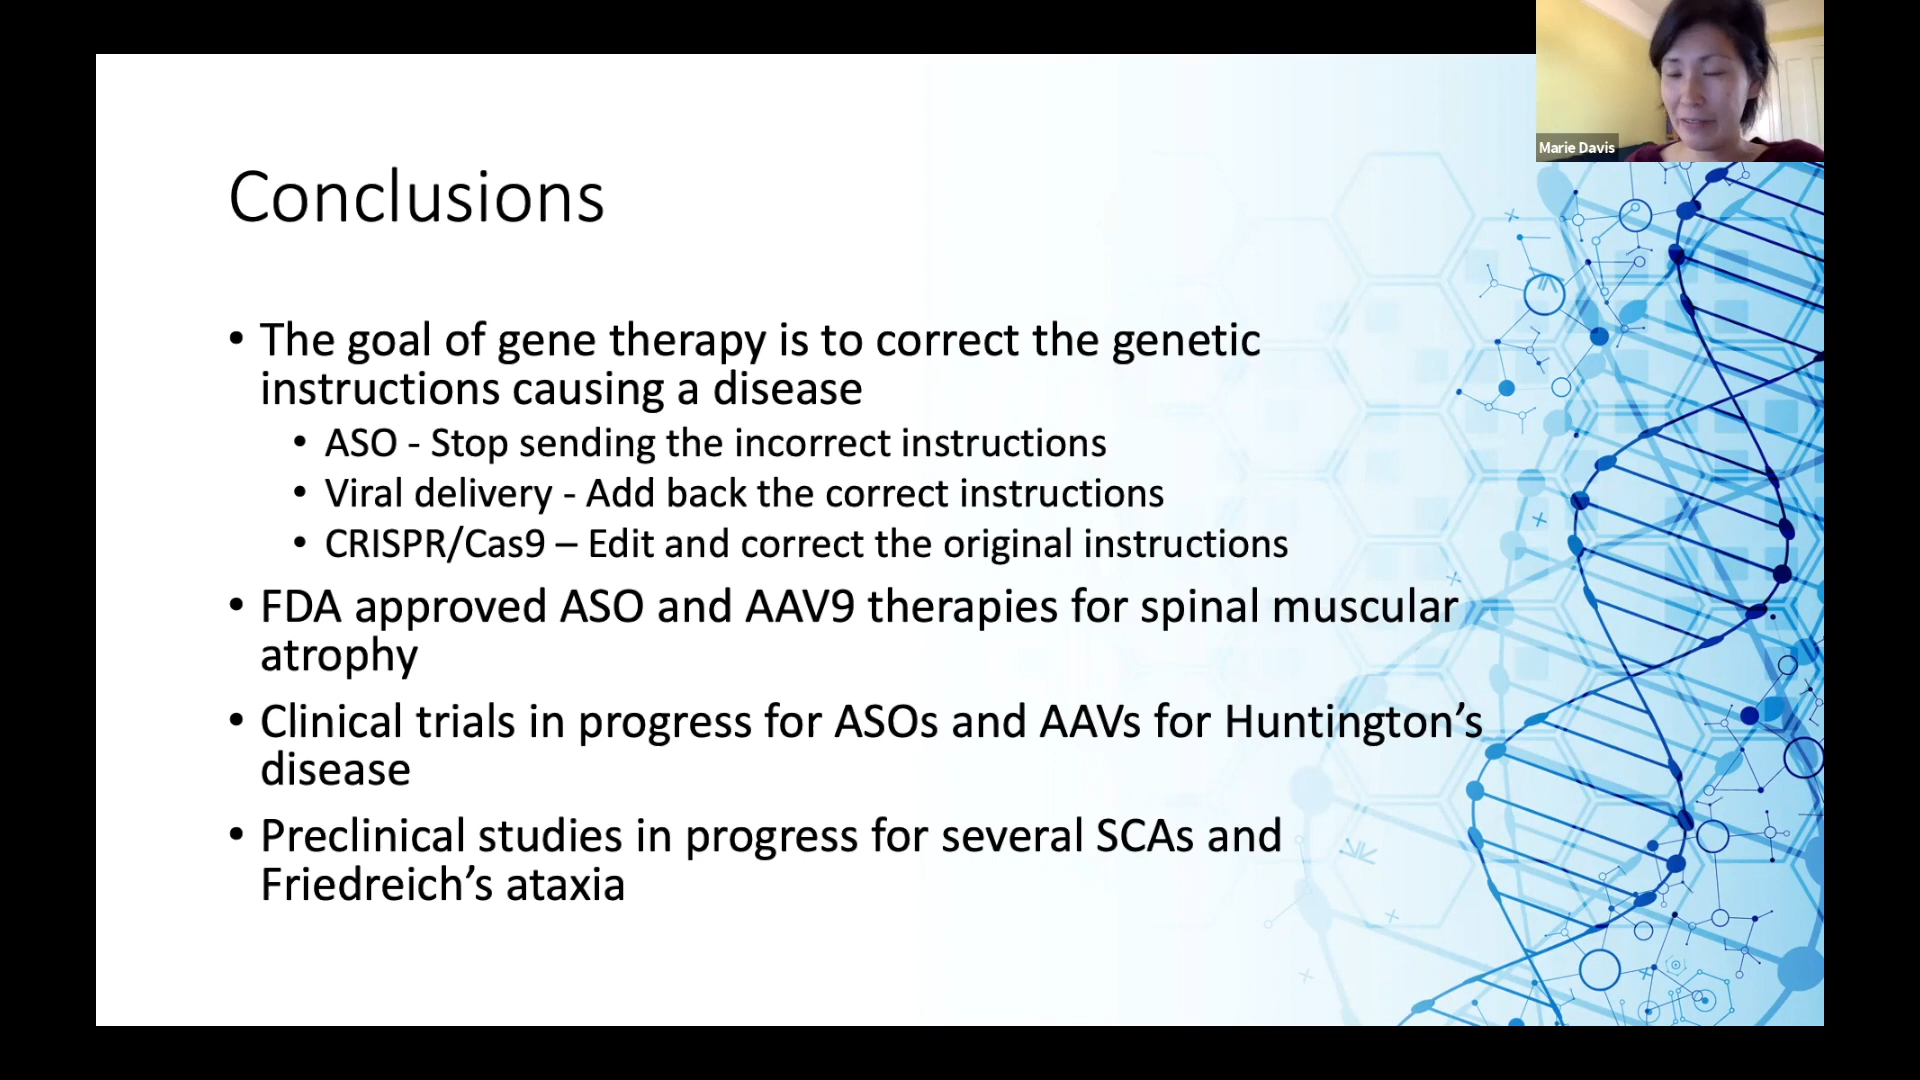 Marie Davis
Conclusions
• The goal of gene therapy is to correct the genetic
instructions causing a disease
• ASO - Stop sending the incorrect instructions
• Viral delivery - Add back the correct instructions
• CRISPR/Cas9 – Edit and correct the original instructions
• FDA approved ASO and AAV9 therapies for spinal muscular
atrophy
• Clinical trials in progress for ASOs and AAVs for Huntington’s
disease
• Preclinical studies in progress for several SCAs and
Friedreich’s ataxia